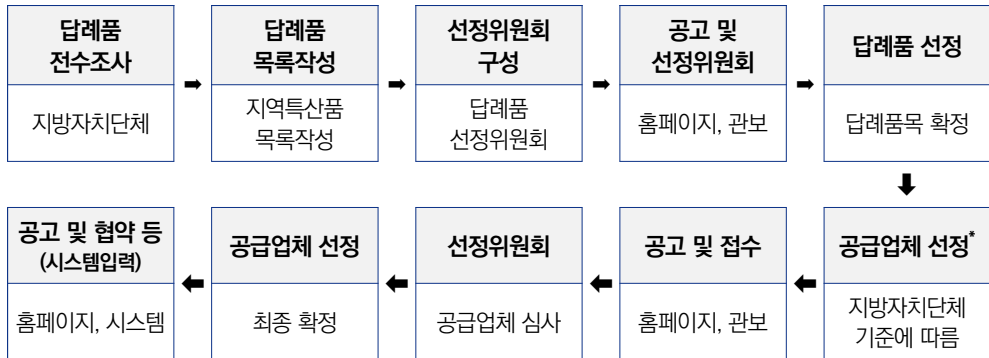 답례품
전수조사
지방자치단체
➡
답례품
목록작성
지역특산품
목록작성
➡
선정위원회
구성
답례품
선정위원회
➡
공고 및
선정위원회
홈페이지, 관보
➡
답례품 선정
답례품목 확정
⬇
공급업체 선정*
지방자치단체
기준에 따름
⬅
공고 및 접수
홈페이지, 관보
⬅
선정위원회
공급업체 심사
⬅
공급업체 선정
최종 확정
⬅
공고 및 협약 등
(시스템입력)
홈페이지, 시스템